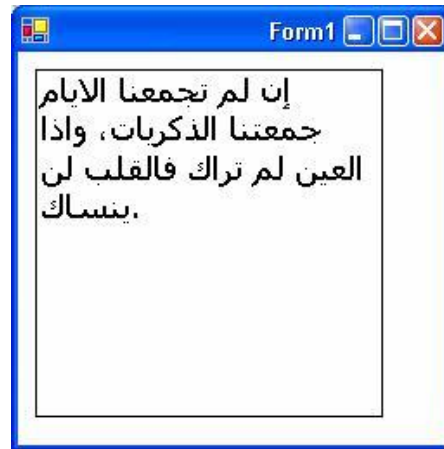 Form1
إن لم تجمعنا الايام
جمعتنا الذكريات، واذا
العين لم تراك فالقلب لن
ينساك.